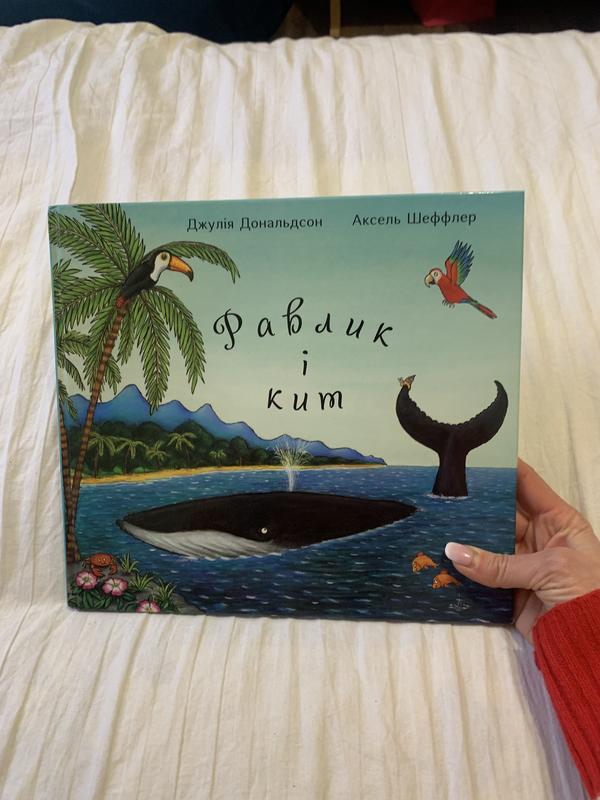 Джулія Дональдсон Аксель Шеффлер
Равлик
і
кит